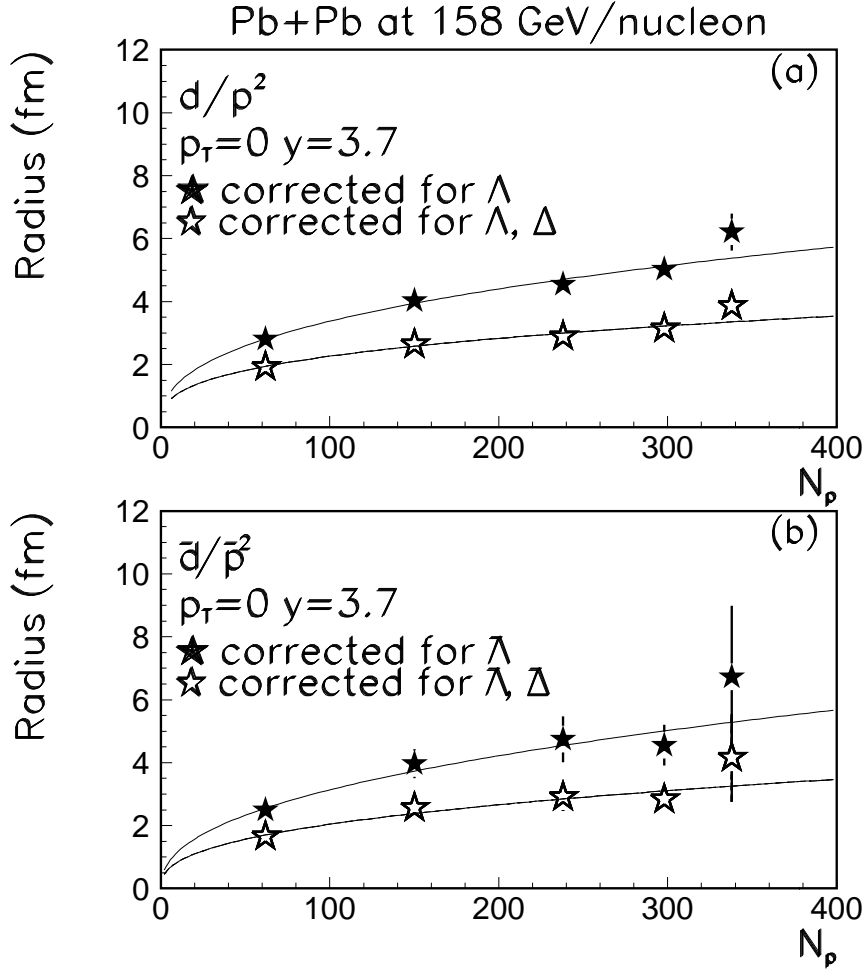 Pb+Pb at 158 GeV/nucleon
Radius (fm)
12
10
8
6
4
2
0
(a)
d/p²
p_T=0 y=3.7
★ corrected for Λ
☆ corrected for Λ, Δ
0 100 200 300 400
N_p
Radius (fm)
12
10
8
6
4
2
0
(b)
d̄/p̄²
p_T=0 y=3.7
★ corrected for Λ̄
☆ corrected for Λ̄, Δ̄
0 100 200 300 400
N_p